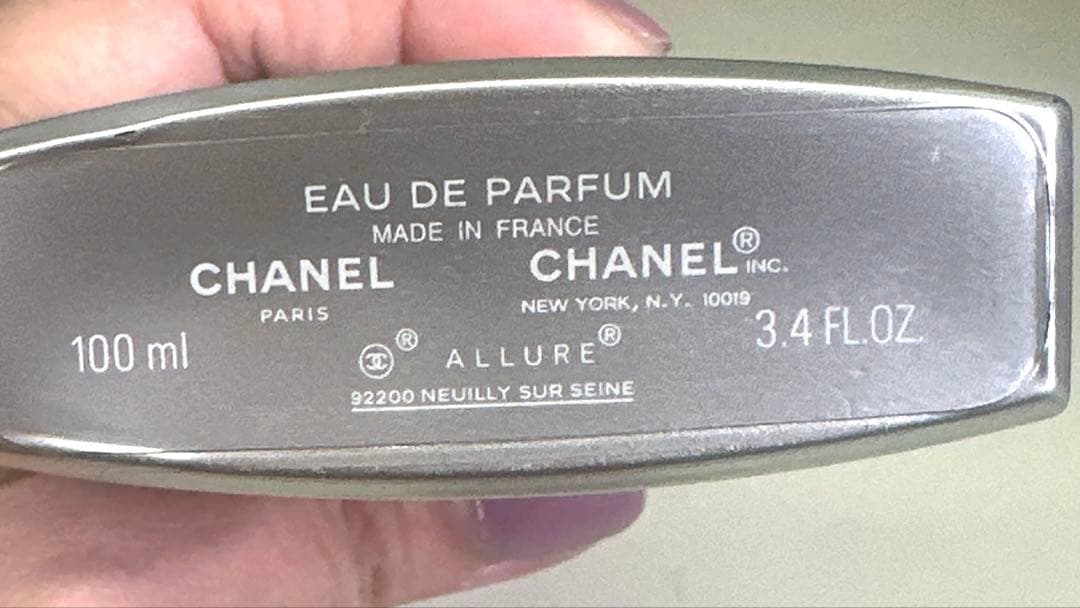 EAU DE PARFUM
MADE IN FRANCE
CHANEL
PARIS
CHANEL® INC.
NEW YORK, N.Y. 10019
100 ml
® ALLURE®
3.4 FL.OZ.
92200 NEUILLY SUR SEINE